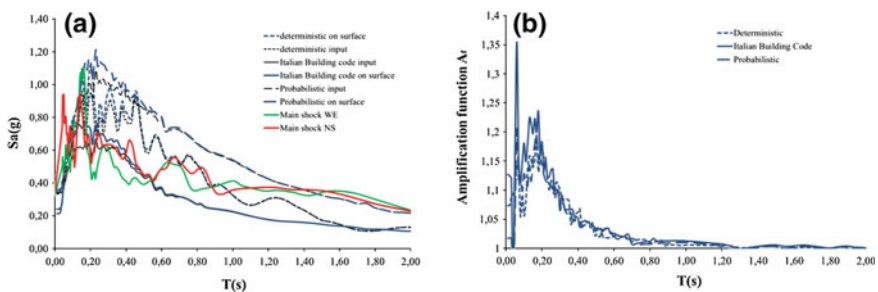 (a)
Sa(g)
1,40
1,20
1,00
0,80
0,60
0,40
0,20
0,00
0,00 0,20 0,40 0,60 0,80 1,00 1,20 1,40 1,60 1,80 2,00
T(s)
deterministic on surface
deterministic input
Italian Building code input
Italian Building code on surface
Probabilistic input
Probabilistic on surface
Main shock WE
Main shock NS
(b)
Amplification function Af
1,4
1,35
1,3
1,25
1,2
1,15
1,1
1,05
1
0,00 0,20 0,40 0,60 0,80 1,00 1,20 1,40 1,60 1,80 2,00
T(s)
Deterministic
Italian Building Code
Probabilistic